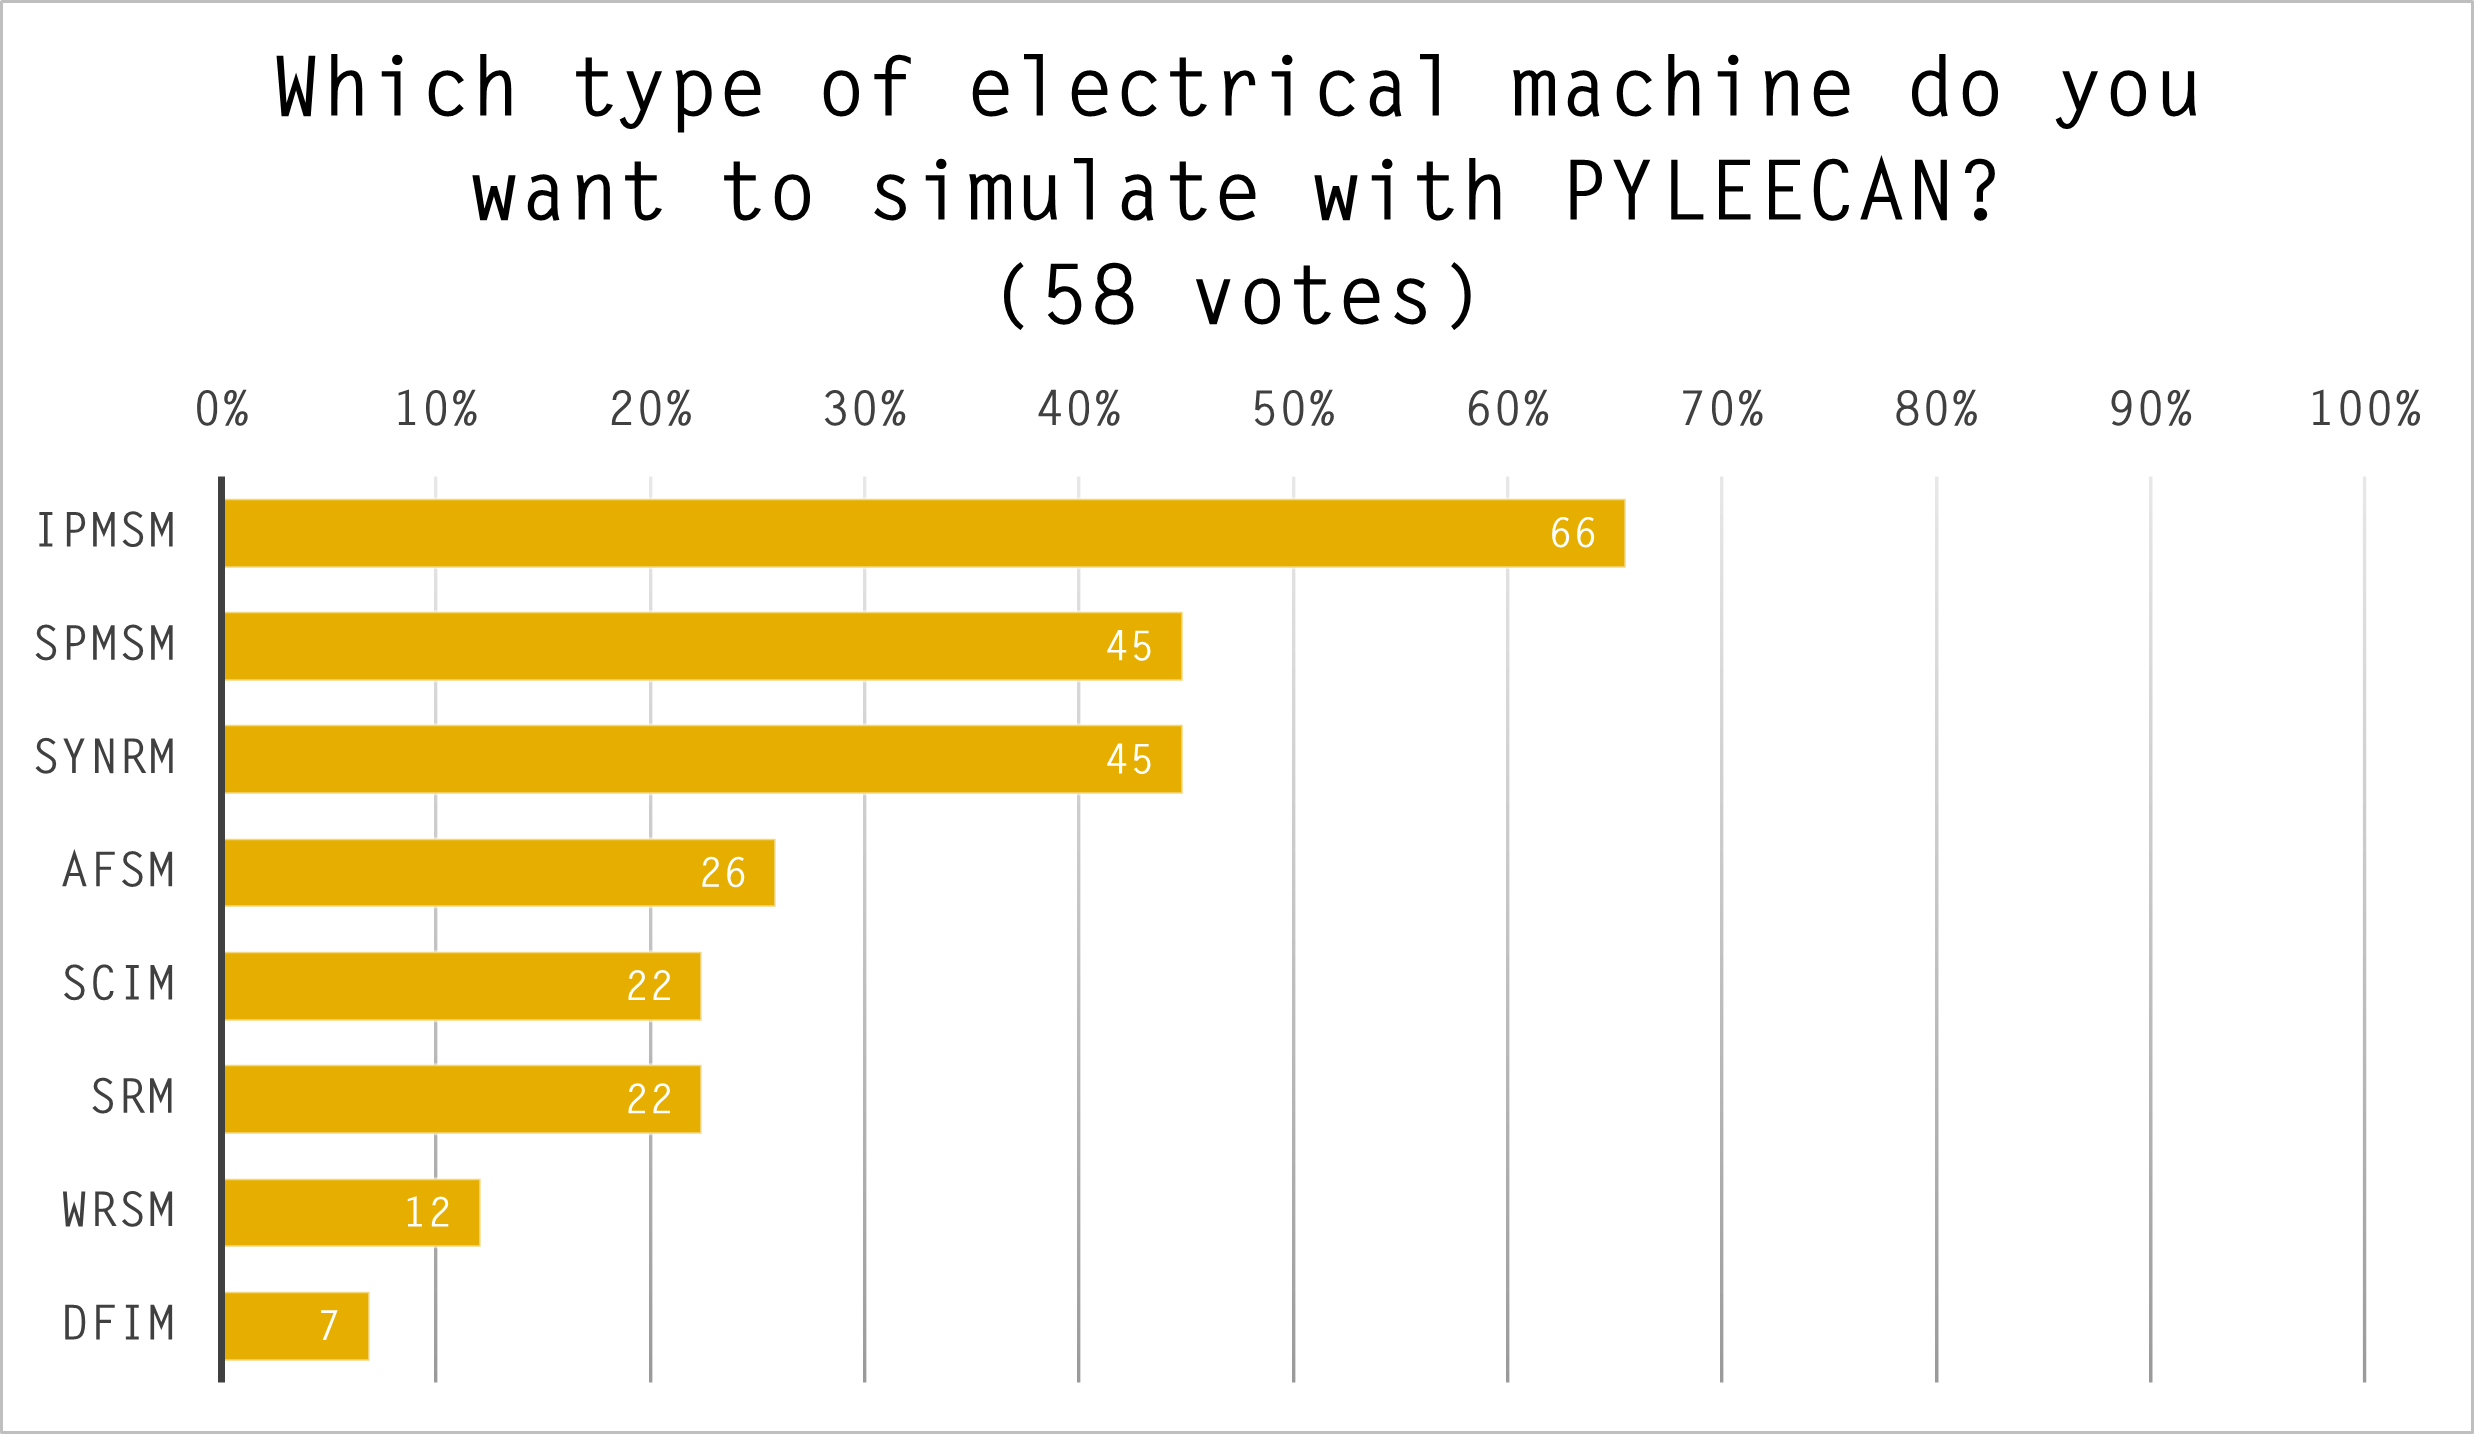 Which type of electrical machine do you
want to simulate with PYLEECAN?
(58 votes)
0% 10% 20% 30% 40% 50% 60% 70% 80% 90% 100%
IPMSM 66
SPMSM 45
SYNRM 45
AFSM 26
SCIM 22
SRM 22
WRSM 12
DFIM 7